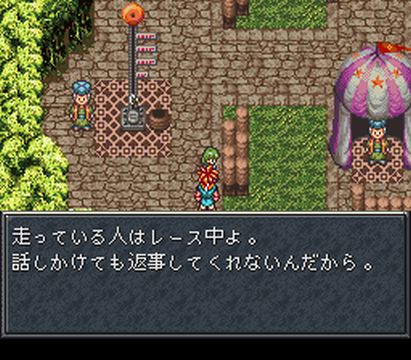 走っている人はレース中よ。
話しかけても返事してくれないんだから。